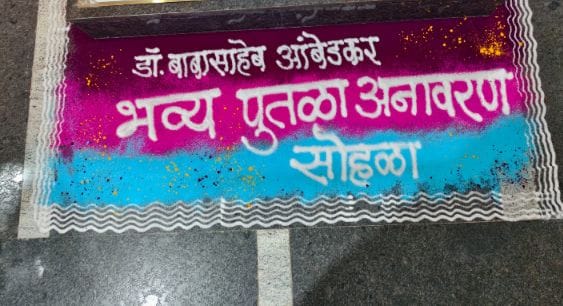 डॉ. बाबासाहेब आंबेडकर
भव्य पुतळा अनावरण
सोहळा